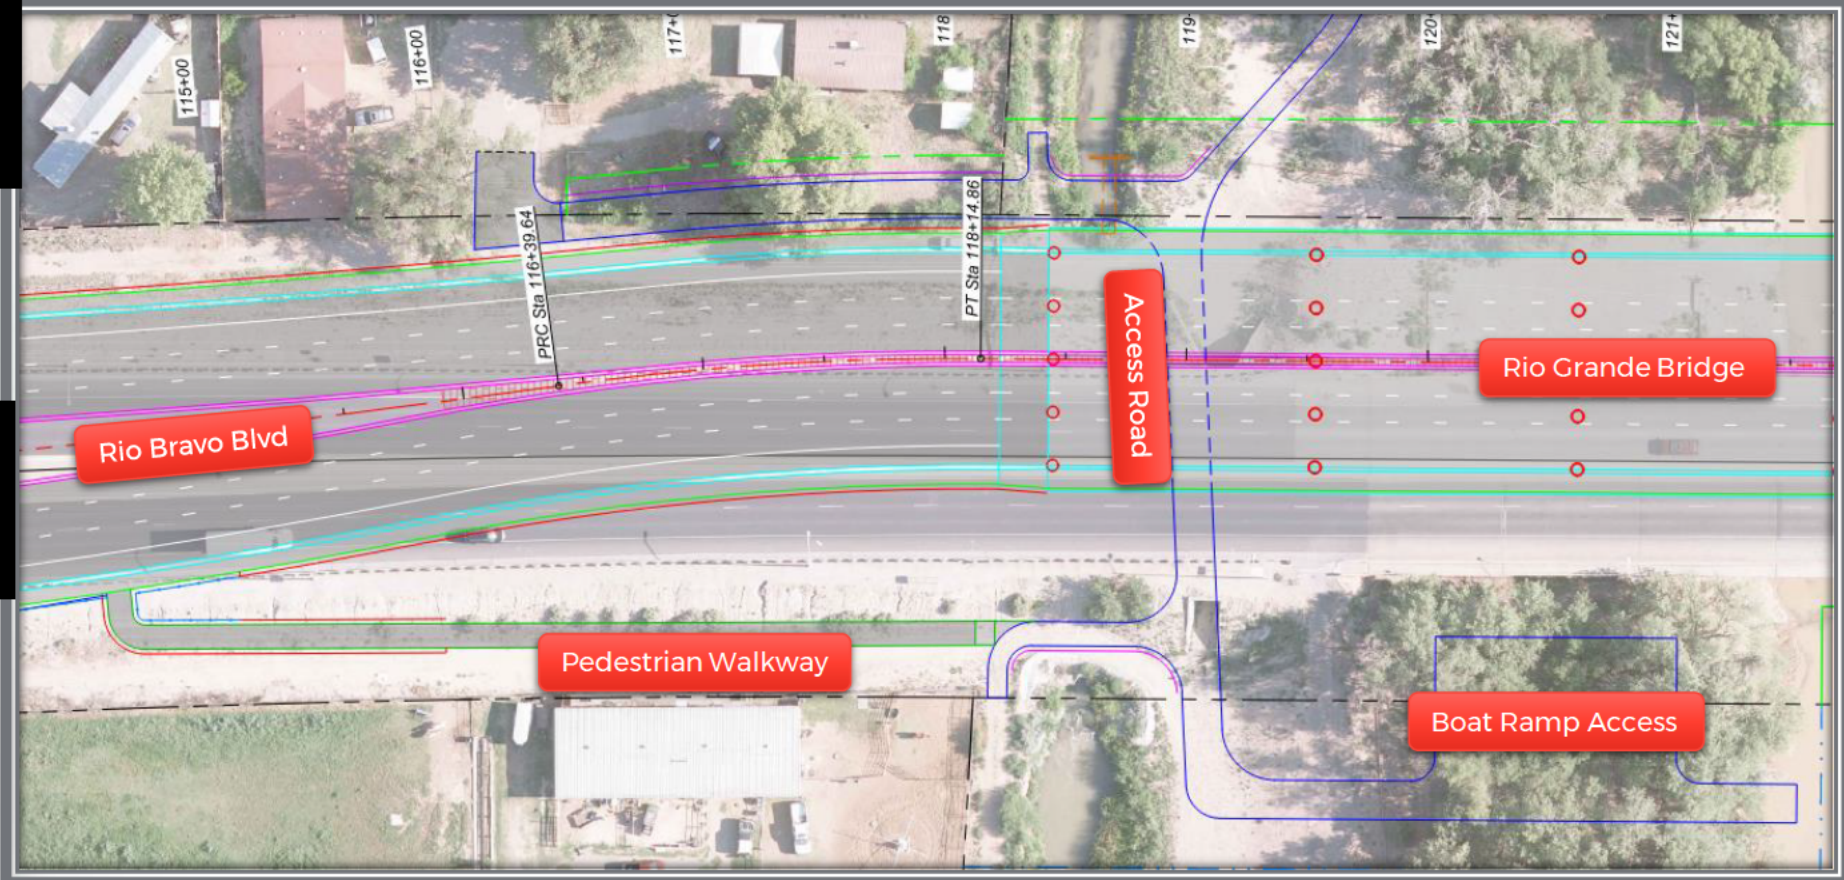 115+00
116+00
117+
118
119
120
121+
PRC Sta 116+39.64
PT Sta 118+14.86
Access Road
Rio Grande Bridge
Rio Bravo Blvd
Pedestrian Walkway
Boat Ramp Access